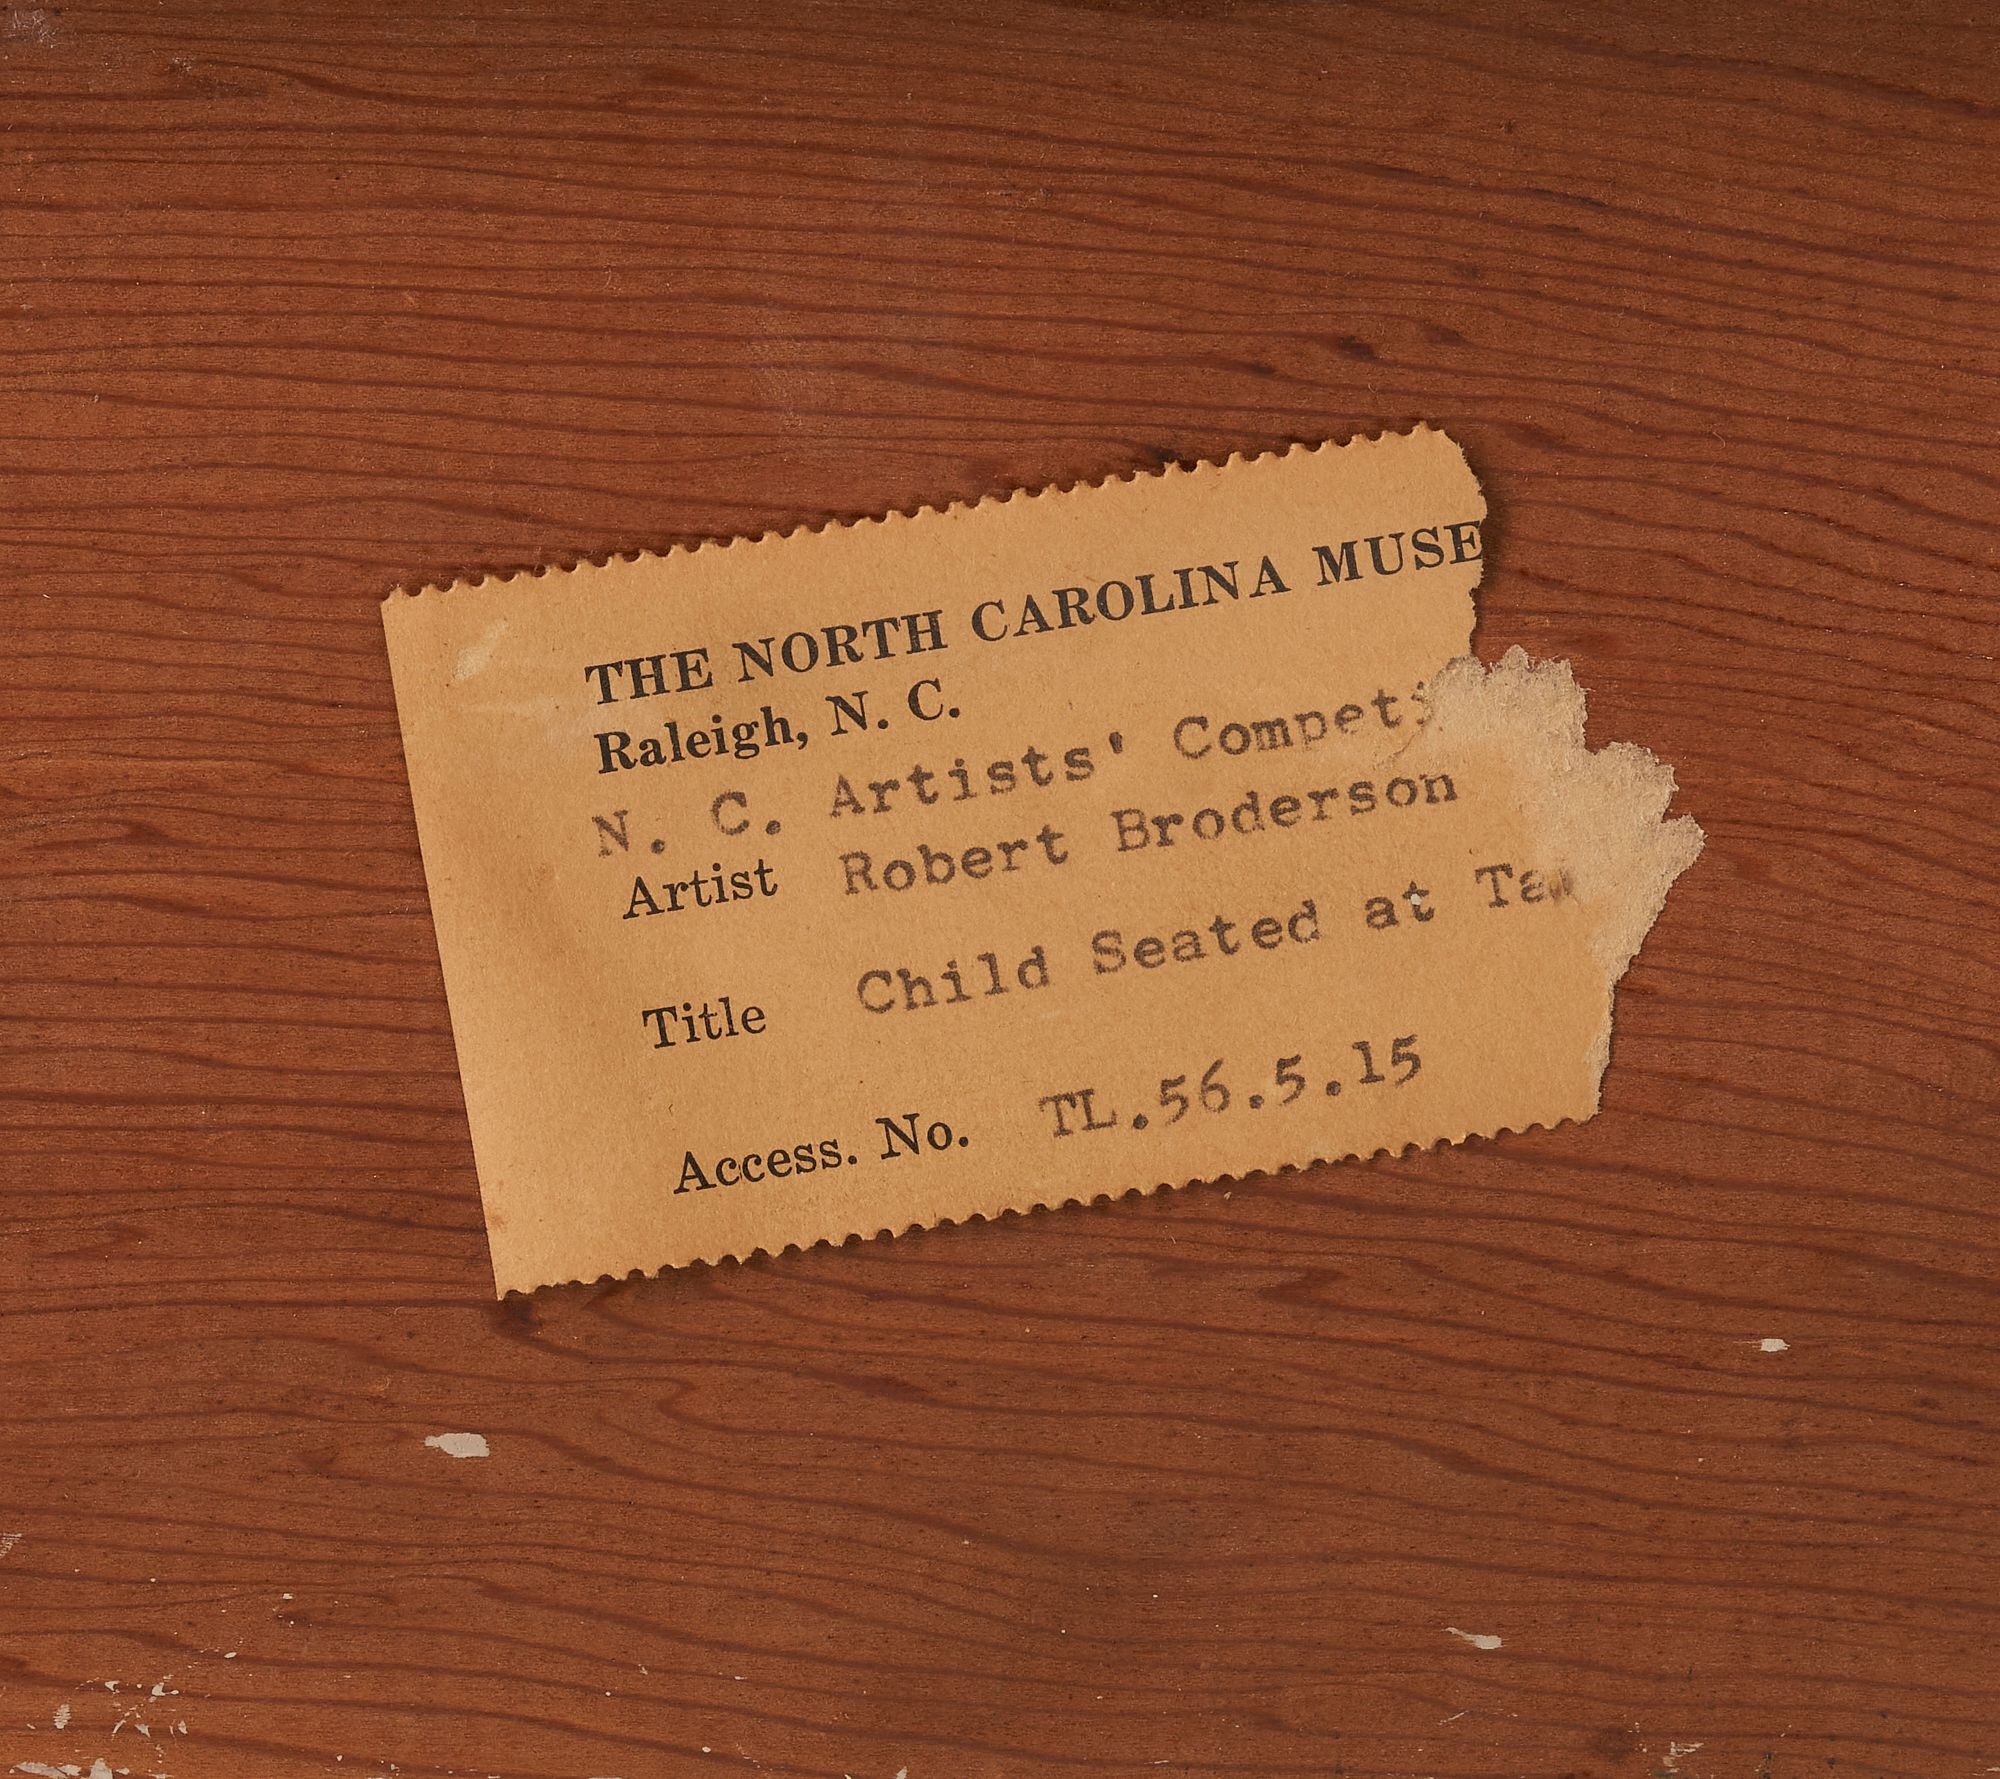 THE NORTH CAROLINA MUSE
Raleigh, N. C.
N. C. Artists' Competi
Artist Robert Broderson
Title Child Seated at Ta
Access. No. TL.56.5.15